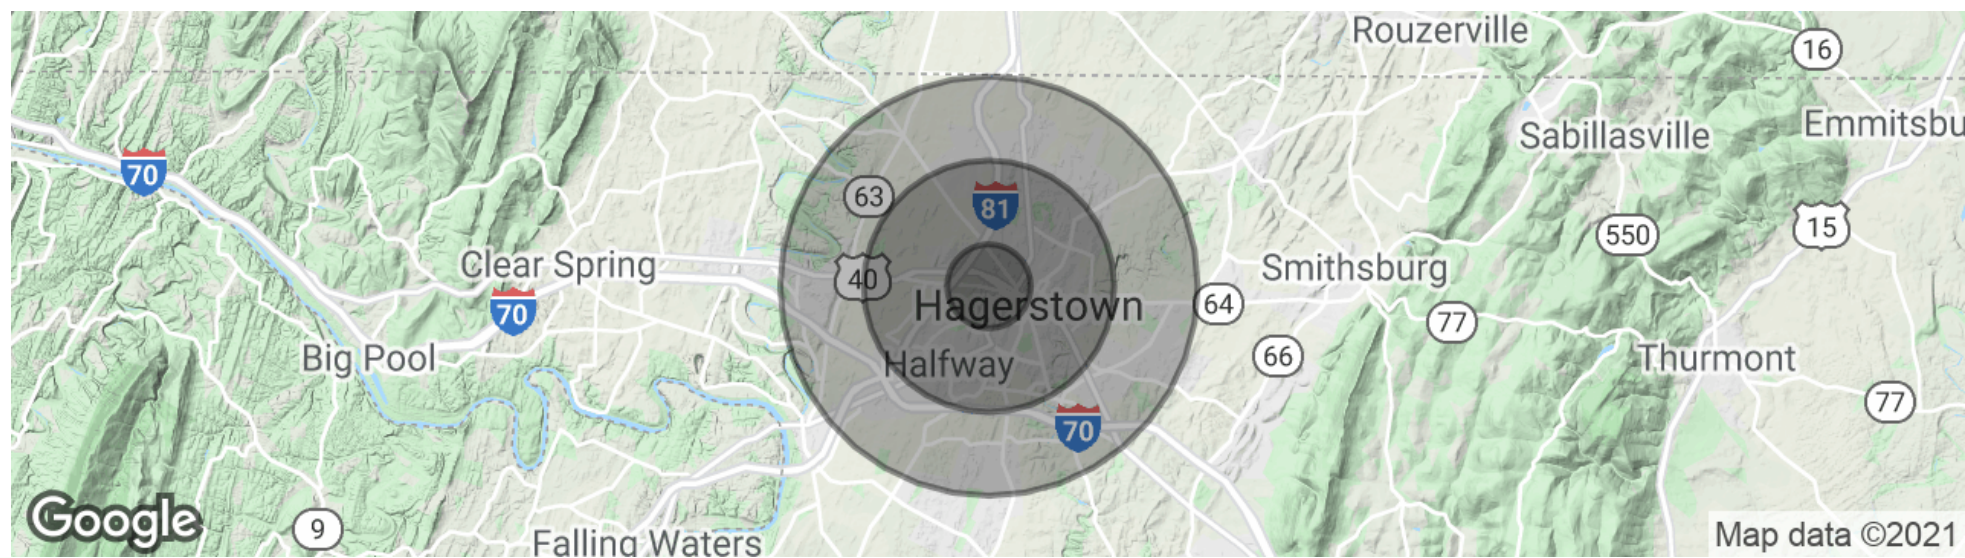 Rouzerville
16
Sabillasville
Emmitsbu
70
63
81
15
550
Clear Spring
40
Smithsburg
70
Hagerstown
64
77
Big Pool
Halfway
66
Thurmont
77
70
Google
9
Falling Waters
Map data ©2021